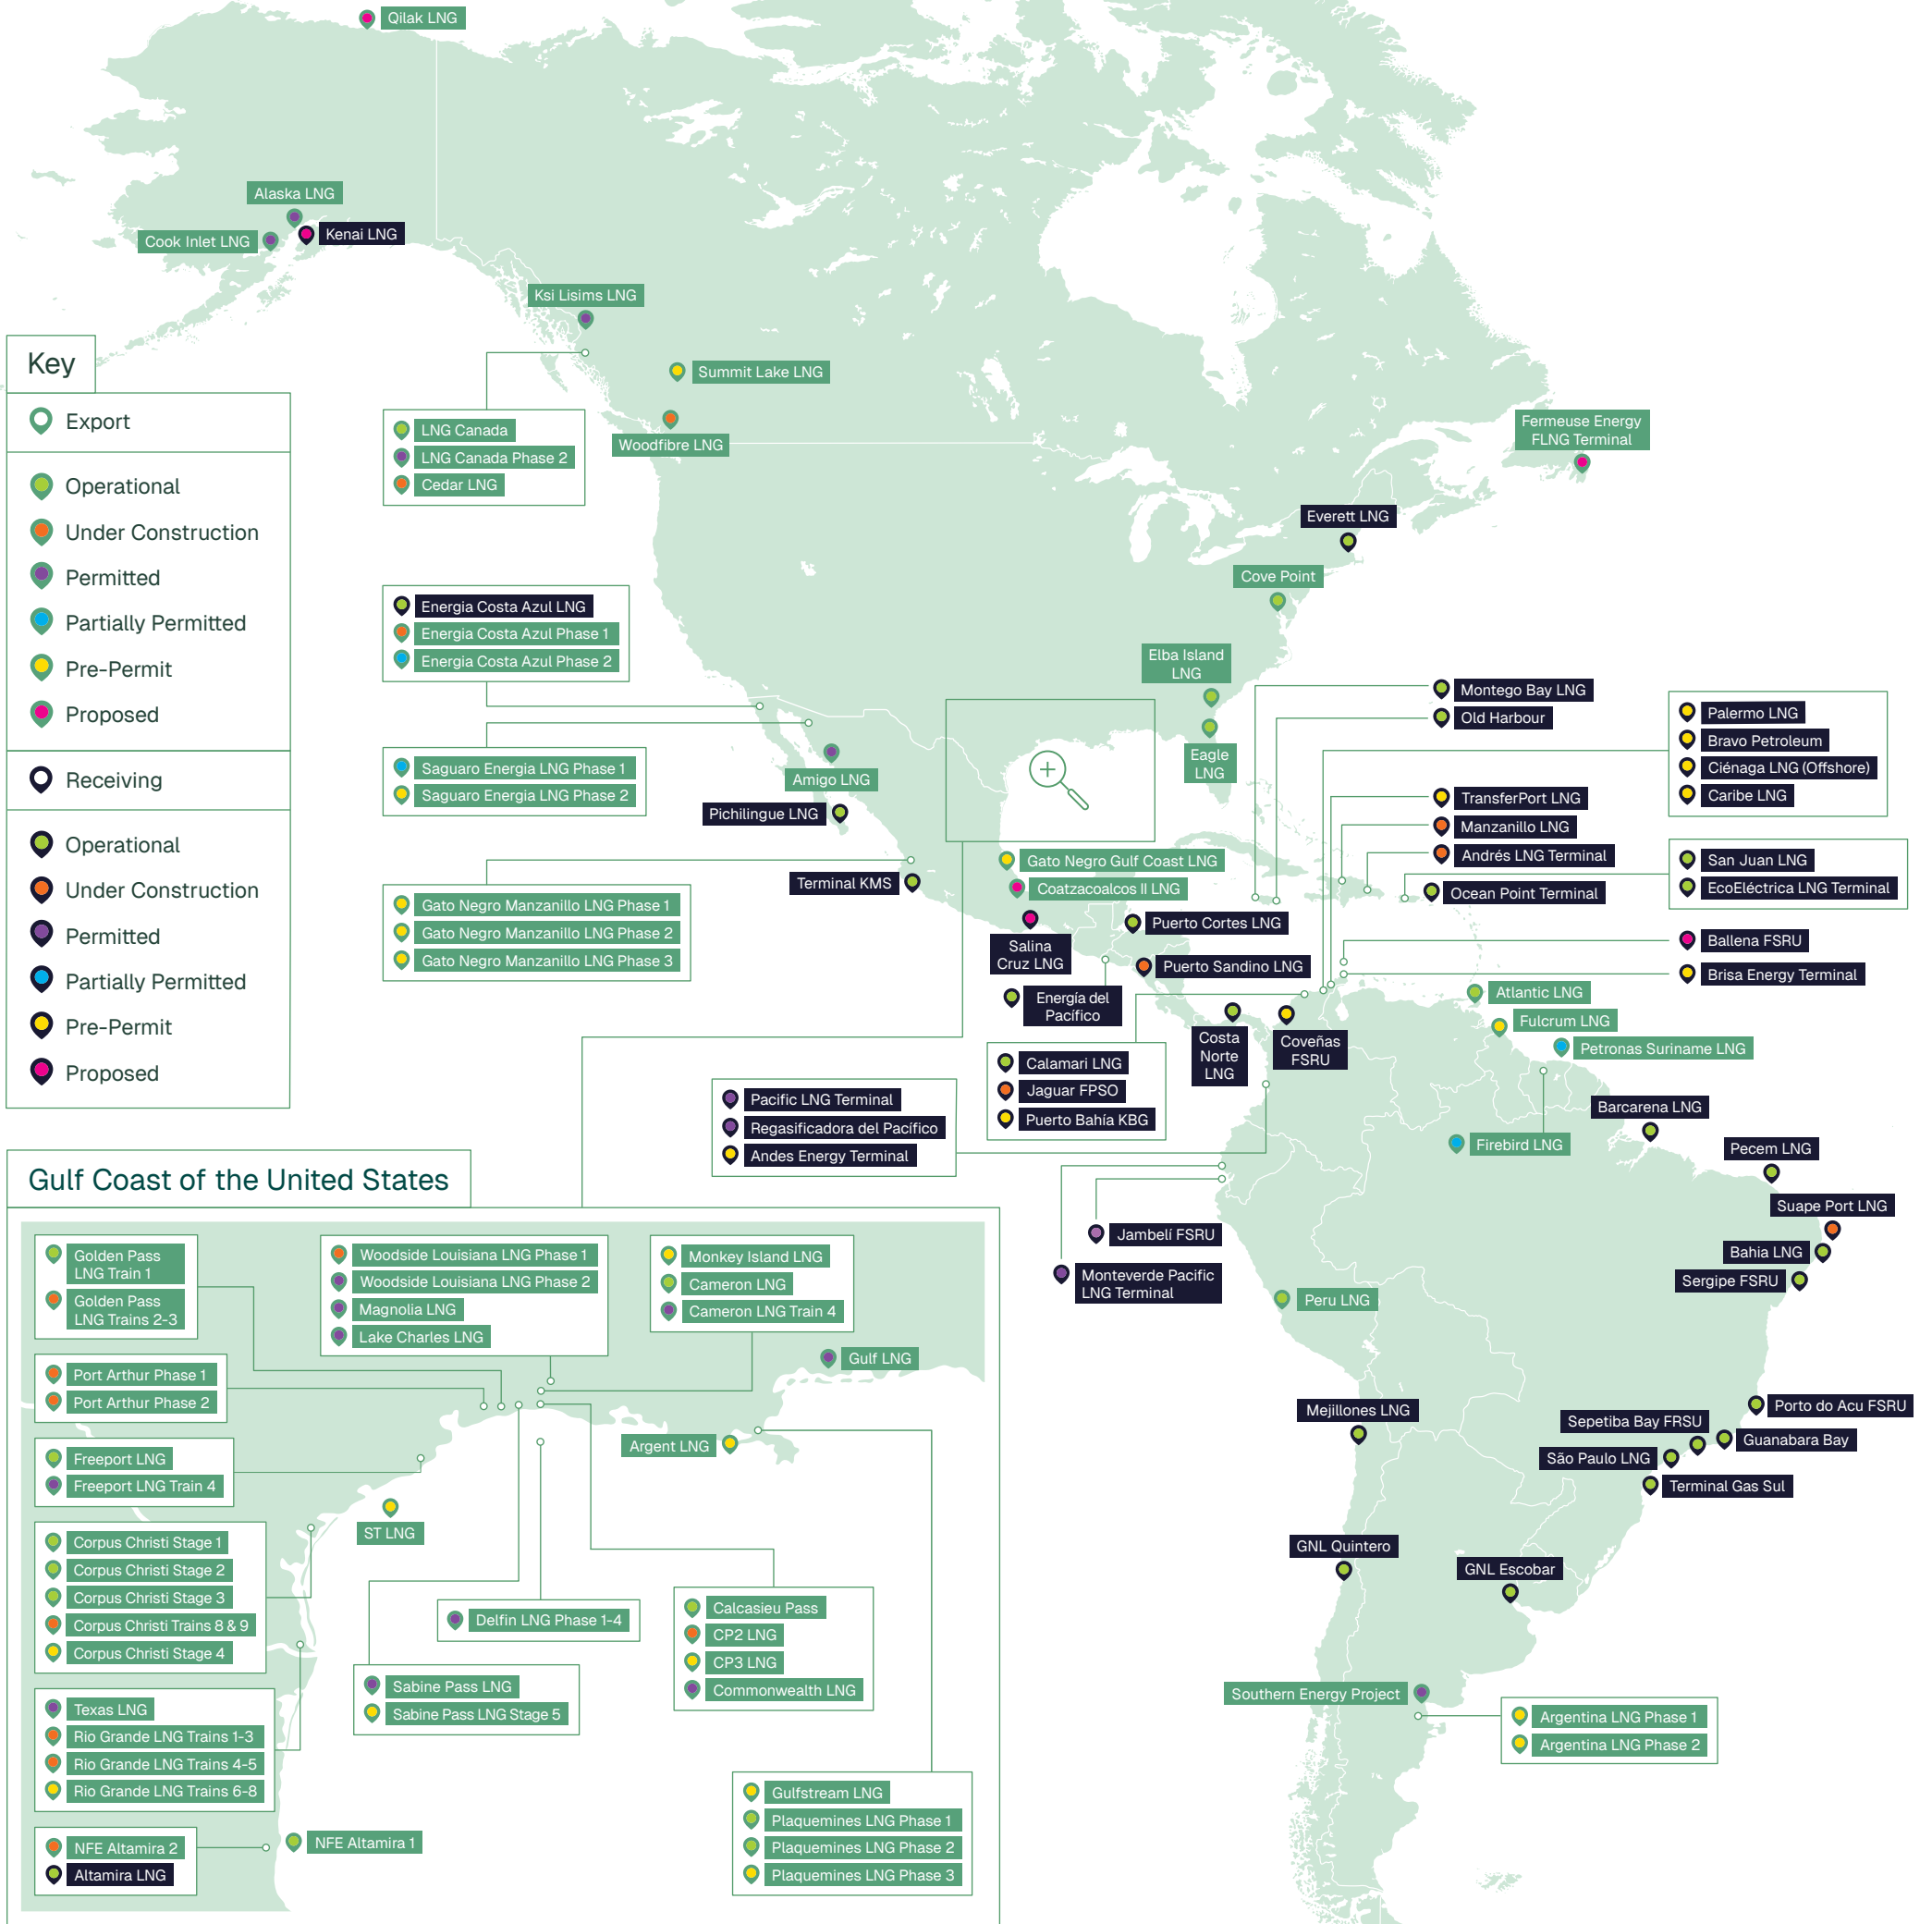 Qilak LNG
Alaska LNG
Cook Inlet LNG
Kenai LNG
Ksi Lisims LNG
Summit Lake LNG
Woodfibre LNG
LNG Canada
LNG Canada Phase 2
Cedar LNG
Fermeuse Energy
FLNG Terminal
Everett LNG
Cove Point
Elba Island
LNG
Eagle
LNG
Key
Export
Operational
Under Construction
Permitted
Partially Permitted
Pre-Permit
Proposed
Receiving
Operational
Under Construction
Permitted
Partially Permitted
Pre-Permit
Proposed
Energia Costa Azul LNG
Energia Costa Azul Phase 1
Energia Costa Azul Phase 2
Saguaro Energia LNG Phase 1
Saguaro Energia LNG Phase 2
Amigo LNG
Pichilingue LNG
Terminal KMS
Gato Negro Manzanillo LNG Phase 1
Gato Negro Manzanillo LNG Phase 2
Gato Negro Manzanillo LNG Phase 3
Gato Negro Gulf Coast LNG
Coatzacoalcos II LNG
Salina
Cruz LNG
Puerto Cortes LNG
Puerto Sandino LNG
Energía del
Pacífico
Montego Bay LNG
Old Harbour
TransferPort LNG
Manzanillo LNG
Andrés LNG Terminal
Ocean Point Terminal
Palermo LNG
Bravo Petroleum
Ciénaga LNG (Offshore)
Caribe LNG
San Juan LNG
EcoEléctrica LNG Terminal
Ballena FSRU
Brisa Energy Terminal
Atlantic LNG
Fulcrum LNG
Petronas Suriname LNG
Costa
Norte
LNG
Coveñas
FSRU
Calamari LNG
Jaguar FPSO
Puerto Bahía KBG
Pacific LNG Terminal
Regasificadora del Pacífico
Andes Energy Terminal
Firebird LNG
Barcarena LNG
Pecem LNG
Suape Port LNG
Bahia LNG
Sergipe FSRU
Jambelí FSRU
Monteverde Pacific
LNG Terminal
Peru LNG
Mejillones LNG
Porto do Acu FSRU
Sepetiba Bay FRSU
Guanabara Bay
São Paulo LNG
Terminal Gas Sul
GNL Quintero
GNL Escobar
Southern Energy Project
Argentina LNG Phase 1
Argentina LNG Phase 2
Gulf Coast of the United States
Golden Pass
LNG Train 1
Golden Pass
LNG Trains 2-3
Woodside Louisiana LNG Phase 1
Woodside Louisiana LNG Phase 2
Magnolia LNG
Lake Charles LNG
Monkey Island LNG
Cameron LNG
Cameron LNG Train 4
Gulf LNG
Port Arthur Phase 1
Port Arthur Phase 2
Argent LNG
Freeport LNG
Freeport LNG Train 4
ST LNG
Corpus Christi Stage 1
Corpus Christi Stage 2
Corpus Christi Stage 3
Corpus Christi Trains 8 & 9
Corpus Christi Stage 4
Delfin LNG Phase 1-4
Calcasieu Pass
CP2 LNG
CP3 LNG
Commonwealth LNG
Sabine Pass LNG
Sabine Pass LNG Stage 5
Texas LNG
Rio Grande LNG Trains 1-3
Rio Grande LNG Trains 4-5
Rio Grande LNG Trains 6-8
Gulfstream LNG
Plaquemines LNG Phase 1
Plaquemines LNG Phase 2
Plaquemines LNG Phase 3
NFE Altamira 2
Altamira LNG
NFE Altamira 1